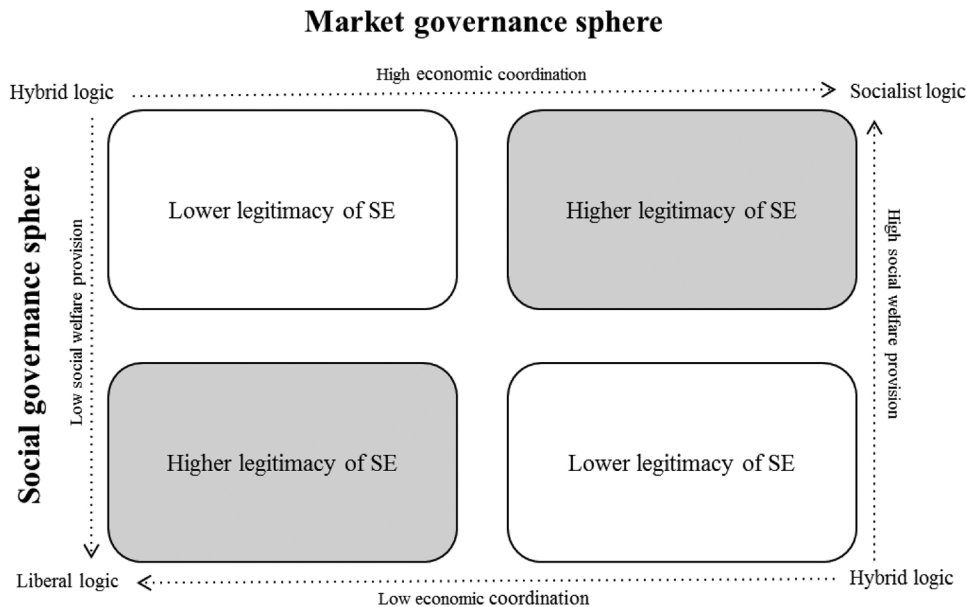 Market governance sphere
High economic coordination
Hybrid logic
Socialist logic
Social governance sphere
Low social welfare provision
Lower legitimacy of SE
Higher legitimacy of SE
High social welfare provision
Higher legitimacy of SE
Lower legitimacy of SE
Liberal logic
Hybrid logic
Low economic coordination